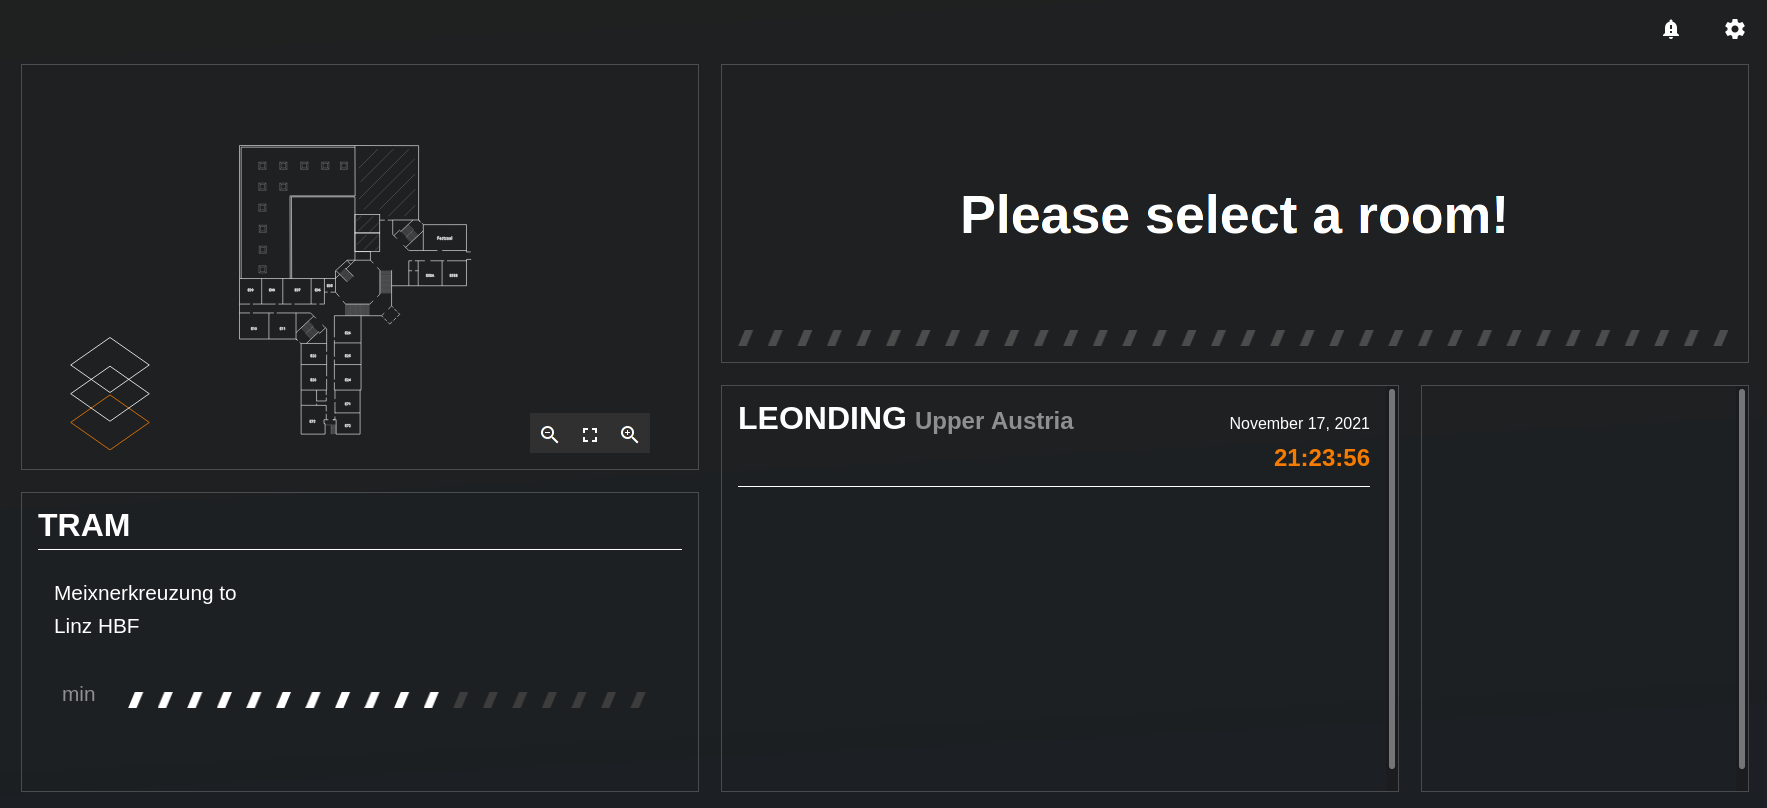 Please select a room!
Festsaal
LEONDING Upper Austria
November 17, 2021
21:23:56
TRAM
Meixnerkreuzung to
Linz HBF
min